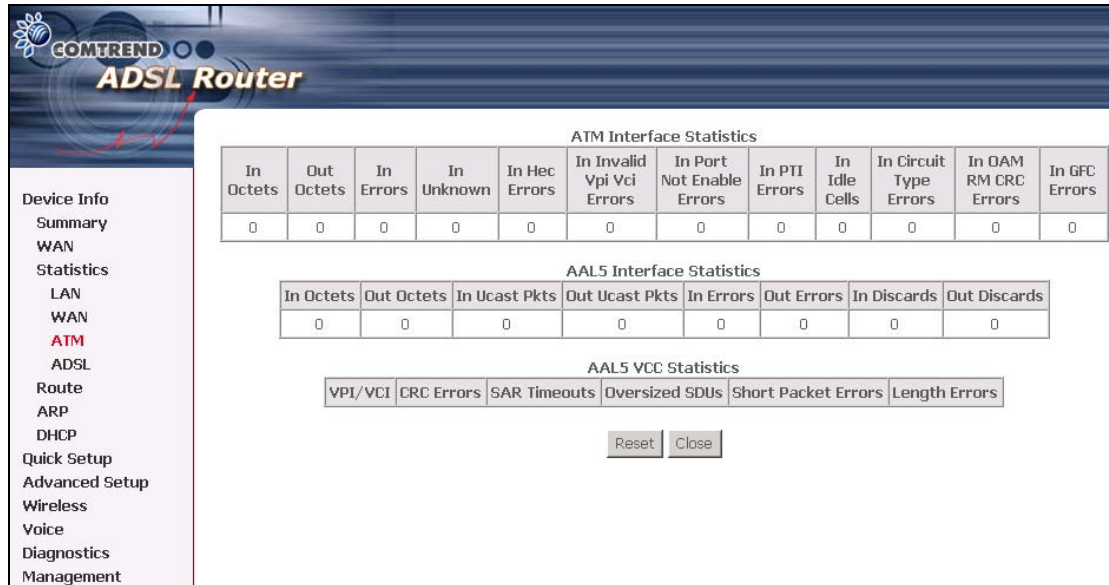 COMTREND
ADSL Router
Device Info
Summary
WAN
Statistics
LAN
WAN
ATM
ADSL
Route
ARP
DHCP
Quick Setup
Advanced Setup
Wireless
Voice
Diagnostics
Management
ATM Interface Statistics
In Octets Out Octets In Errors In Unknown In Hec Errors In Invalid Vpi Vci Errors In Port Not Enable Errors In PTI Errors In Idle Cells In Circuit Type Errors In OAM RM CRC Errors In GFC Errors
0 0 0 0 0 0 0 0 0 0 0 0
AAL5 Interface Statistics
In Octets Out Octets In Ucast Pkts Out Ucast Pkts In Errors Out Errors In Discards Out Discards
0 0 0 0 0 0 0 0
AAL5 VCC Statistics
VPI/VCI CRC Errors SAR Timeouts Oversized SDUs Short Packet Errors Length Errors
Reset Close